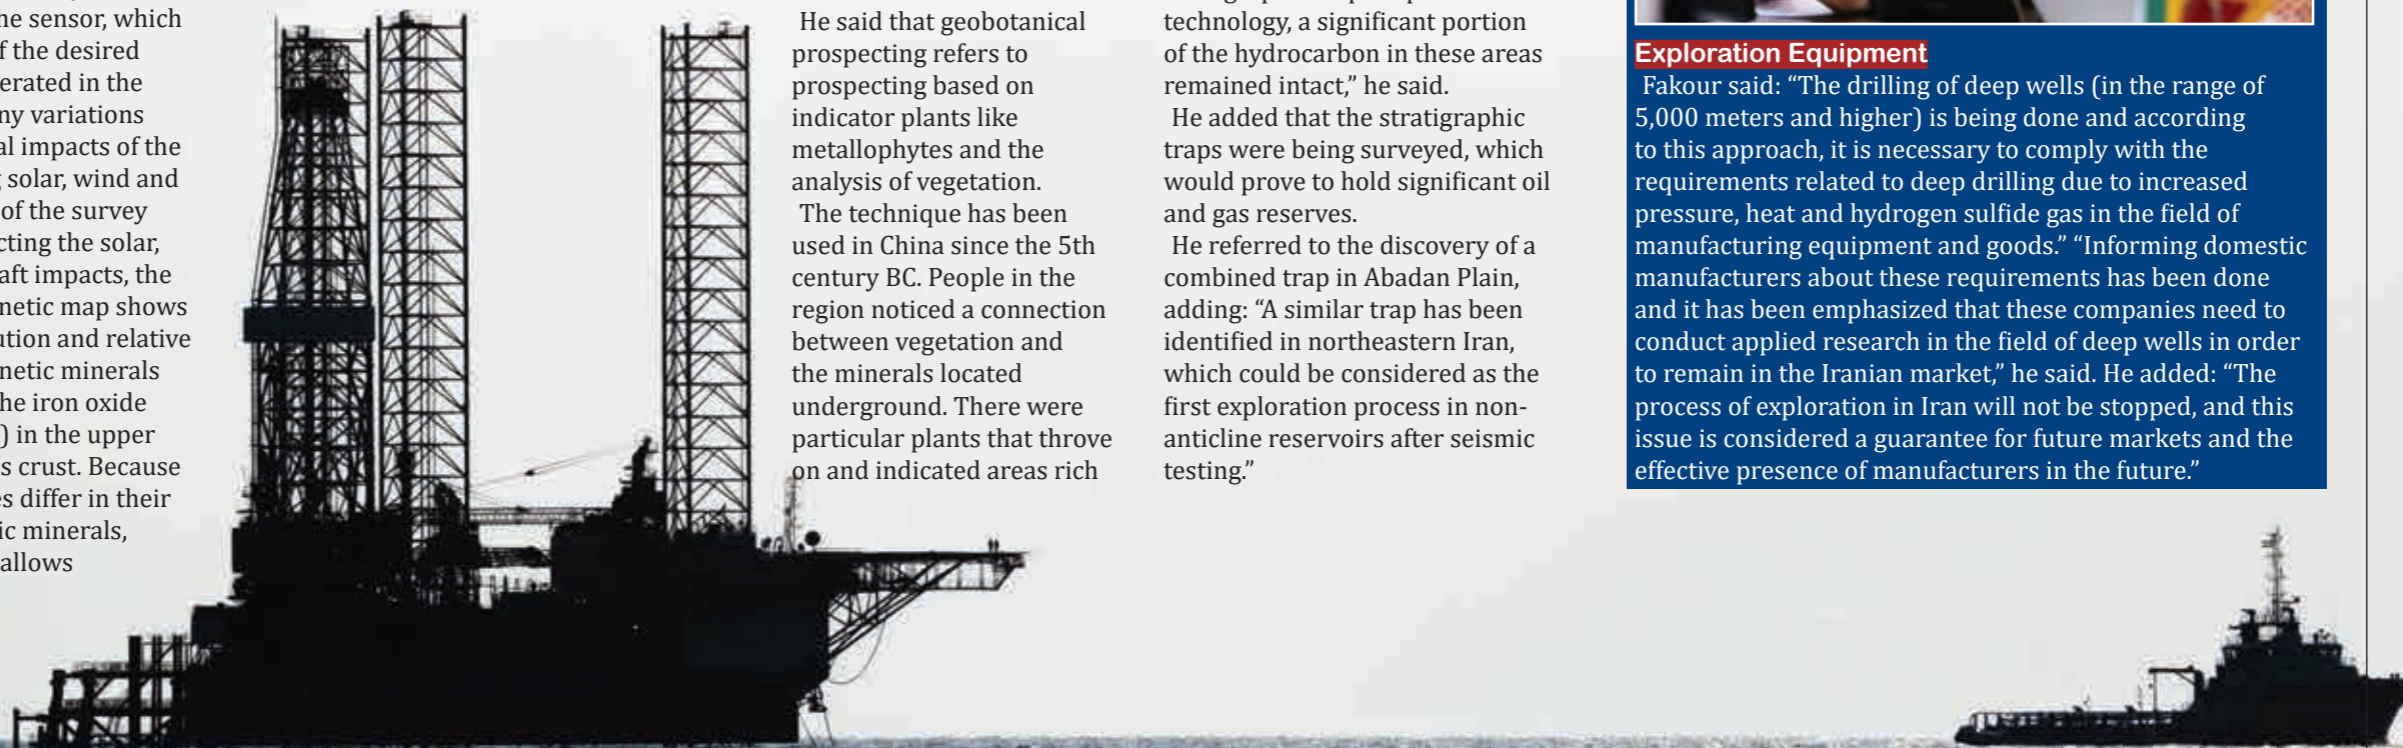 he sensor, which
f the desired
erated in the
ny variations
al impacts of the
solar, wind and
of the survey
cting the solar,
aft impacts, the
netic map shows
ution and relative
netic minerals
he iron oxide
) in the upper
s crust. Because
es differ in their
ic minerals,
allows
He said that geobotanical
prospecting refers to
prospecting based on
indicator plants like
metallophytes and the
analysis of vegetation.
The technique has been
used in China since the 5th
century BC. People in the
region noticed a connection
between vegetation and
the minerals located
underground. There were
particular plants that throve
on and indicated areas rich
technology, a significant portion
of the hydrocarbon in these areas
remained intact,” he said.
He added that the stratigraphic
traps were being surveyed, which
would prove to hold significant oil
and gas reserves.
He referred to the discovery of a
combined trap in Abadan Plain,
adding: “A similar trap has been
identified in northeastern Iran,
which could be considered as the
first exploration process in non-
anticline reservoirs after seismic
testing.”
Exploration Equipment
Fakour said: “The drilling of deep wells (in the range of
5,000 meters and higher) is being done and according
to this approach, it is necessary to comply with the
requirements related to deep drilling due to increased
pressure, heat and hydrogen sulfide gas in the field of
manufacturing equipment and goods.” “Informing domestic
manufacturers about these requirements has been done
and it has been emphasized that these companies need to
conduct applied research in the field of deep wells in order
to remain in the Iranian market,” he said. He added: “The
process of exploration in Iran will not be stopped, and this
issue is considered a guarantee for future markets and the
effective presence of manufacturers in the future.”